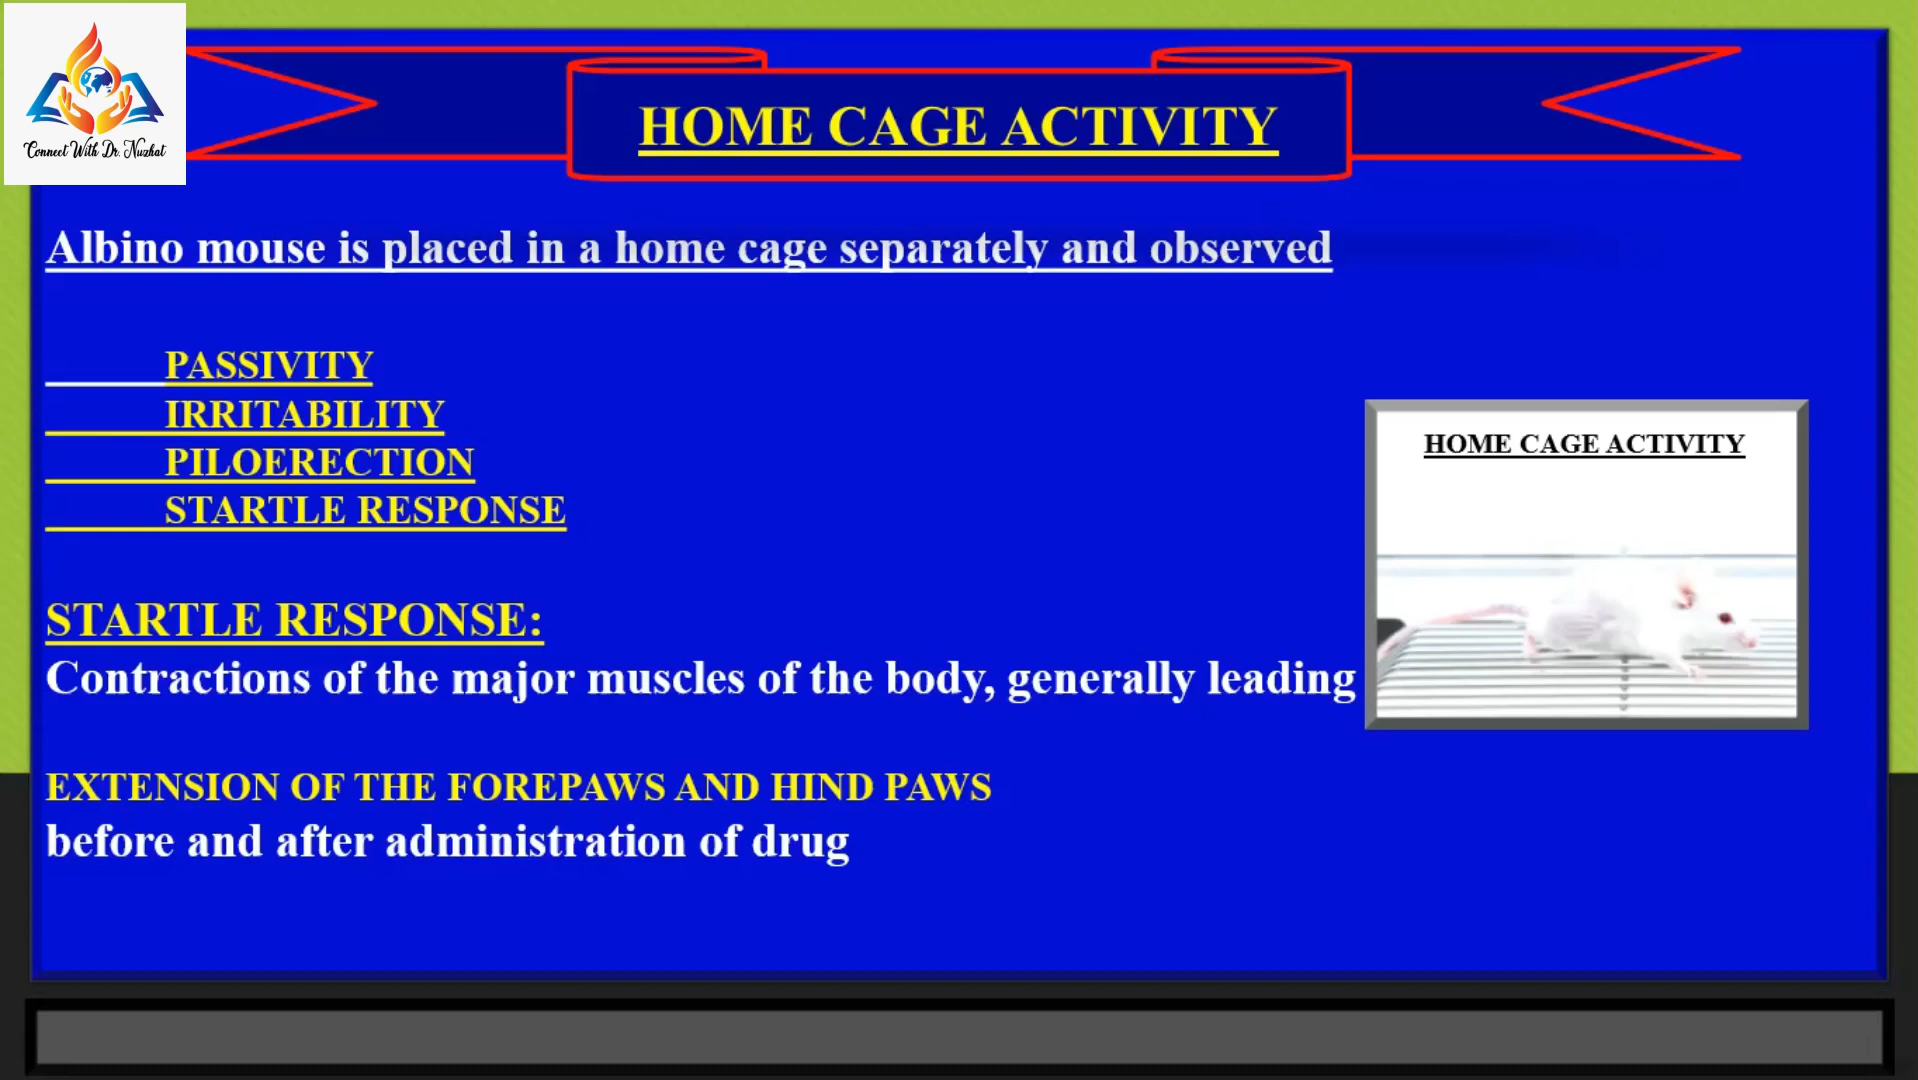 Connect With Dr. Nuzhat
HOME CAGE ACTIVITY
Albino mouse is placed in a home cage separately and observed
PASSIVITY
IRRITABILITY
PILOERECTION
STARTLE RESPONSE
HOME CAGE ACTIVITY
STARTLE RESPONSE:
Contractions of the major muscles of the body, generally leading
EXTENSION OF THE FOREPAWS AND HIND PAWS
before and after administration of drug